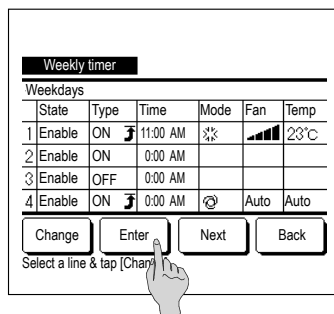 Weekly timer
Weekdays
State Type Time Mode Fan Temp
1 Enable ON 11:00 AM 23°C
2 Enable ON 0:00 AM
3 Enable OFF 0:00 AM
4 Enable ON 0:00 AM Auto Auto
Change Enter Next Back
Select a line & tap